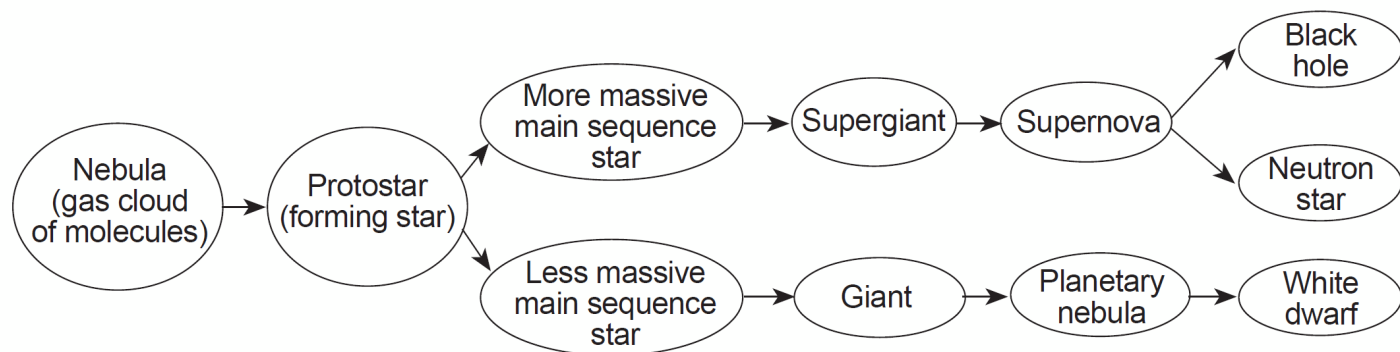 Nebula
(gas cloud
of molecules)
Protostar
(forming star)
More massive
main sequence
star
Supergiant
Supernova
Black
hole
Neutron
star
Less massive
main sequence
star
Giant
Planetary
nebula
White
dwarf